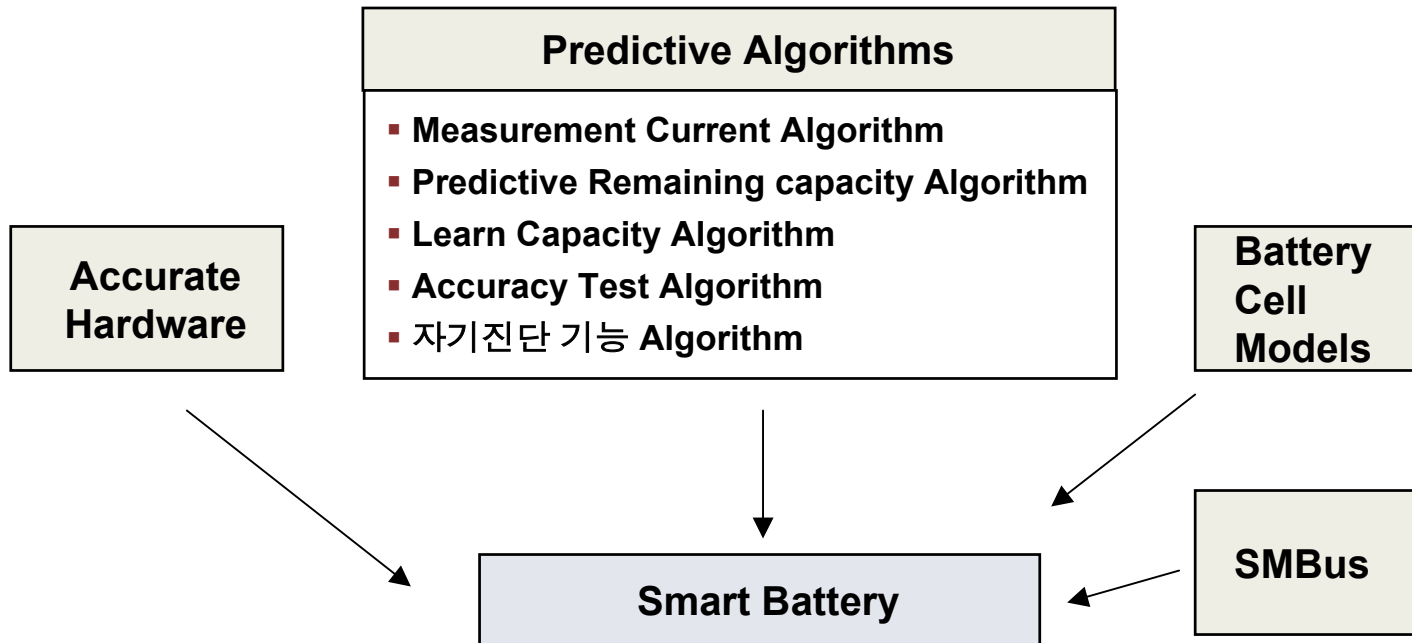 Predictive Algorithms
▪ Measurement Current Algorithm
▪ Predictive Remaining capacity Algorithm
▪ Learn Capacity Algorithm
▪ Accuracy Test Algorithm
▪ 자기진단 기능 Algorithm
Accurate
Hardware
Battery
Cell
Models
SMBus
Smart Battery